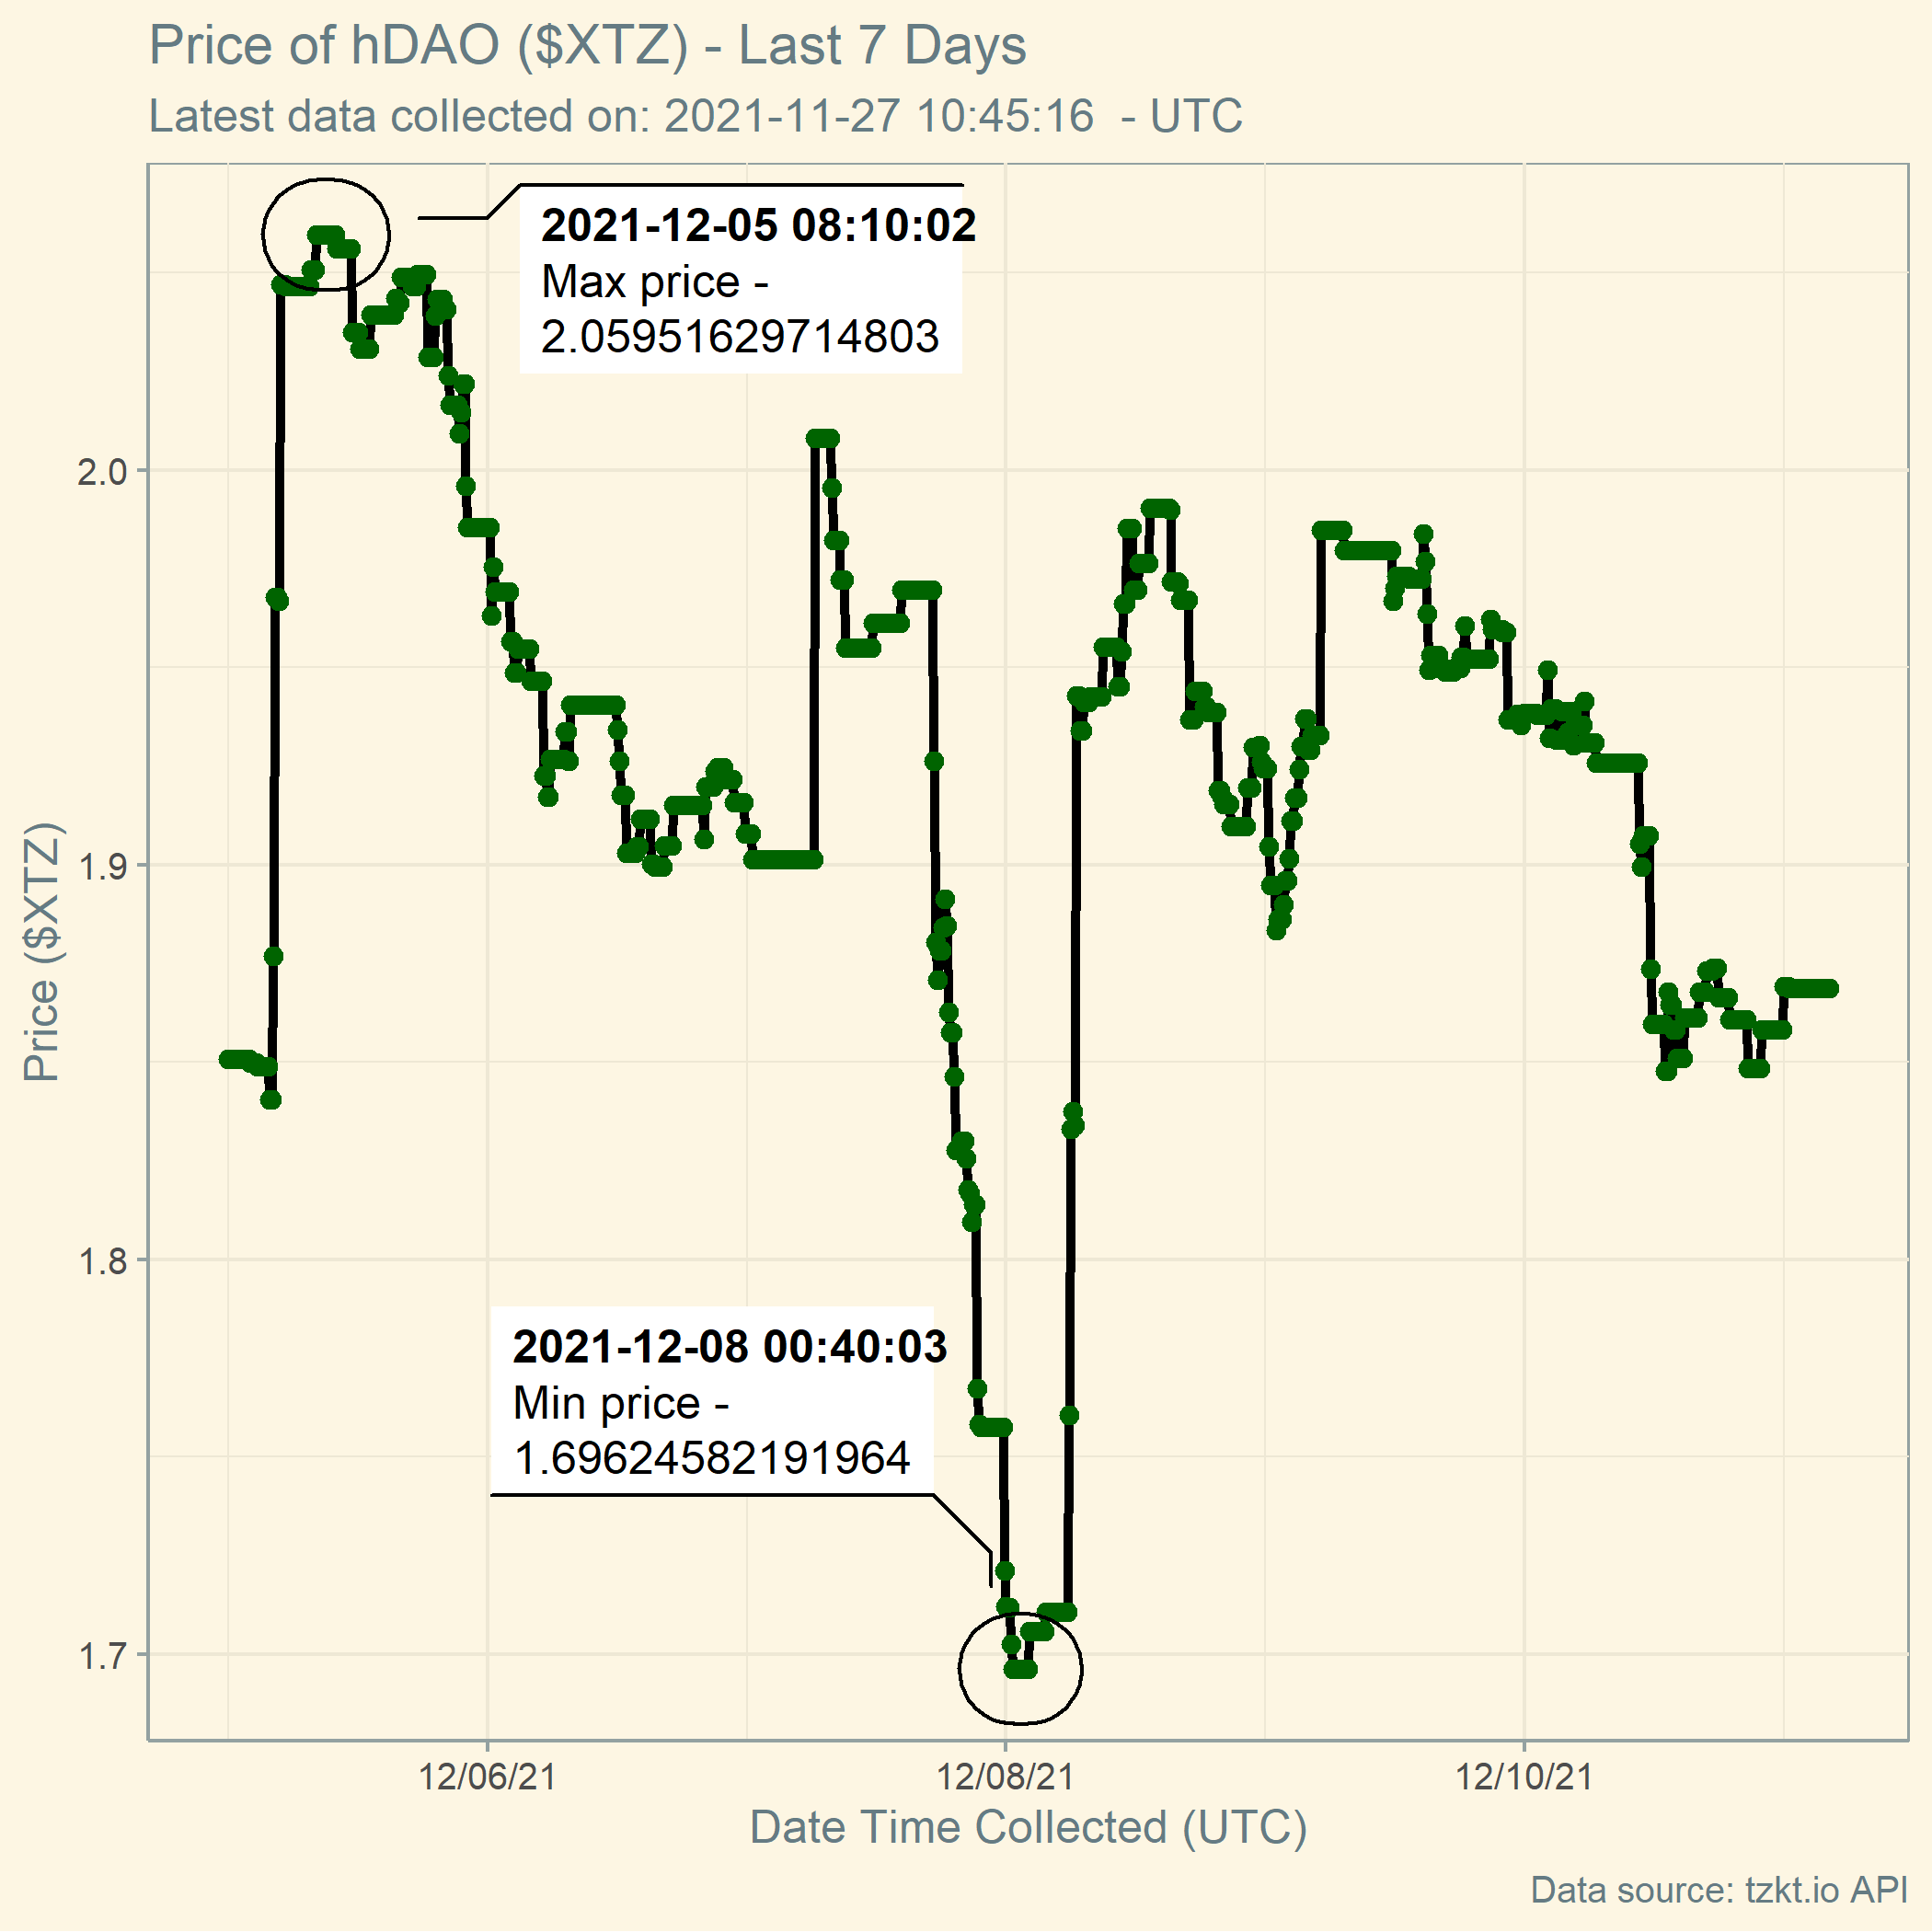 Price of hDAO ($XTZ) - Last 7 Days
Latest data collected on: 2021-11-27 10:45:16  - UTC
2021-12-05 08:10:02
Max price -
2.05951629714803
2.0
1.9
1.8
1.7
Price ($XTZ)
2021-12-08 00:40:03
Min price -
1.69624582191964
12/06/21
12/08/21
12/10/21
Date Time Collected (UTC)
Data source: tzkt.io API